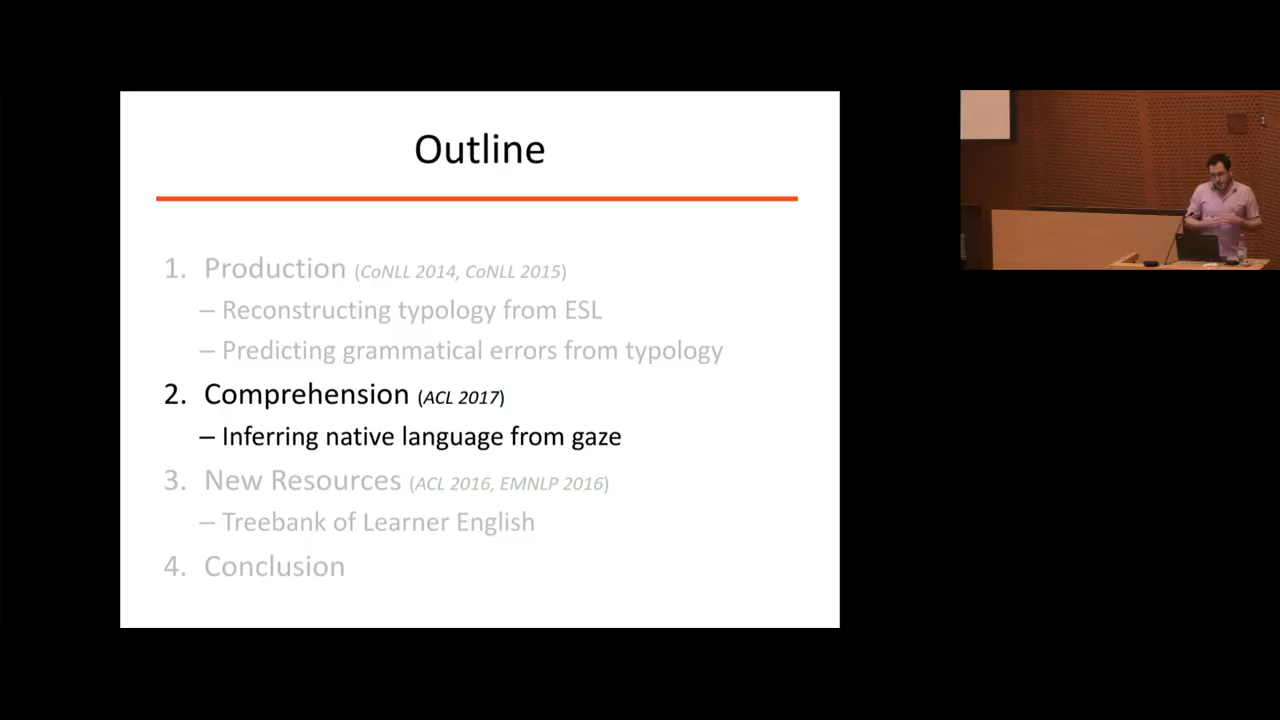 Outline
1. Production (CoNLL 2014, CoNLL 2015)
– Reconstructing typology from ESL
– Predicting grammatical errors from typology
2. Comprehension (ACL 2017)
– Inferring native language from gaze
3. New Resources (ACL 2016, EMNLP 2016)
– Treebank of Learner English
4. Conclusion